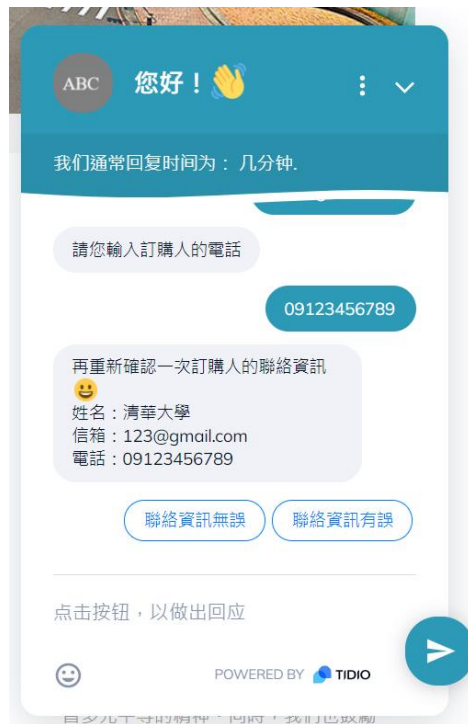 ABC 您好！👋
我们通常回复时间为： 几分钟.
請您輸入訂購人的電話
09123456789
再重新確認一次訂購人的聯絡資訊
😀
姓名：清華大學
信箱：123@gmail.com
電話：09123456789
聯絡資訊無誤 聯絡資訊有誤
点击按钮，以做出回应
POWERED BY TIDIO